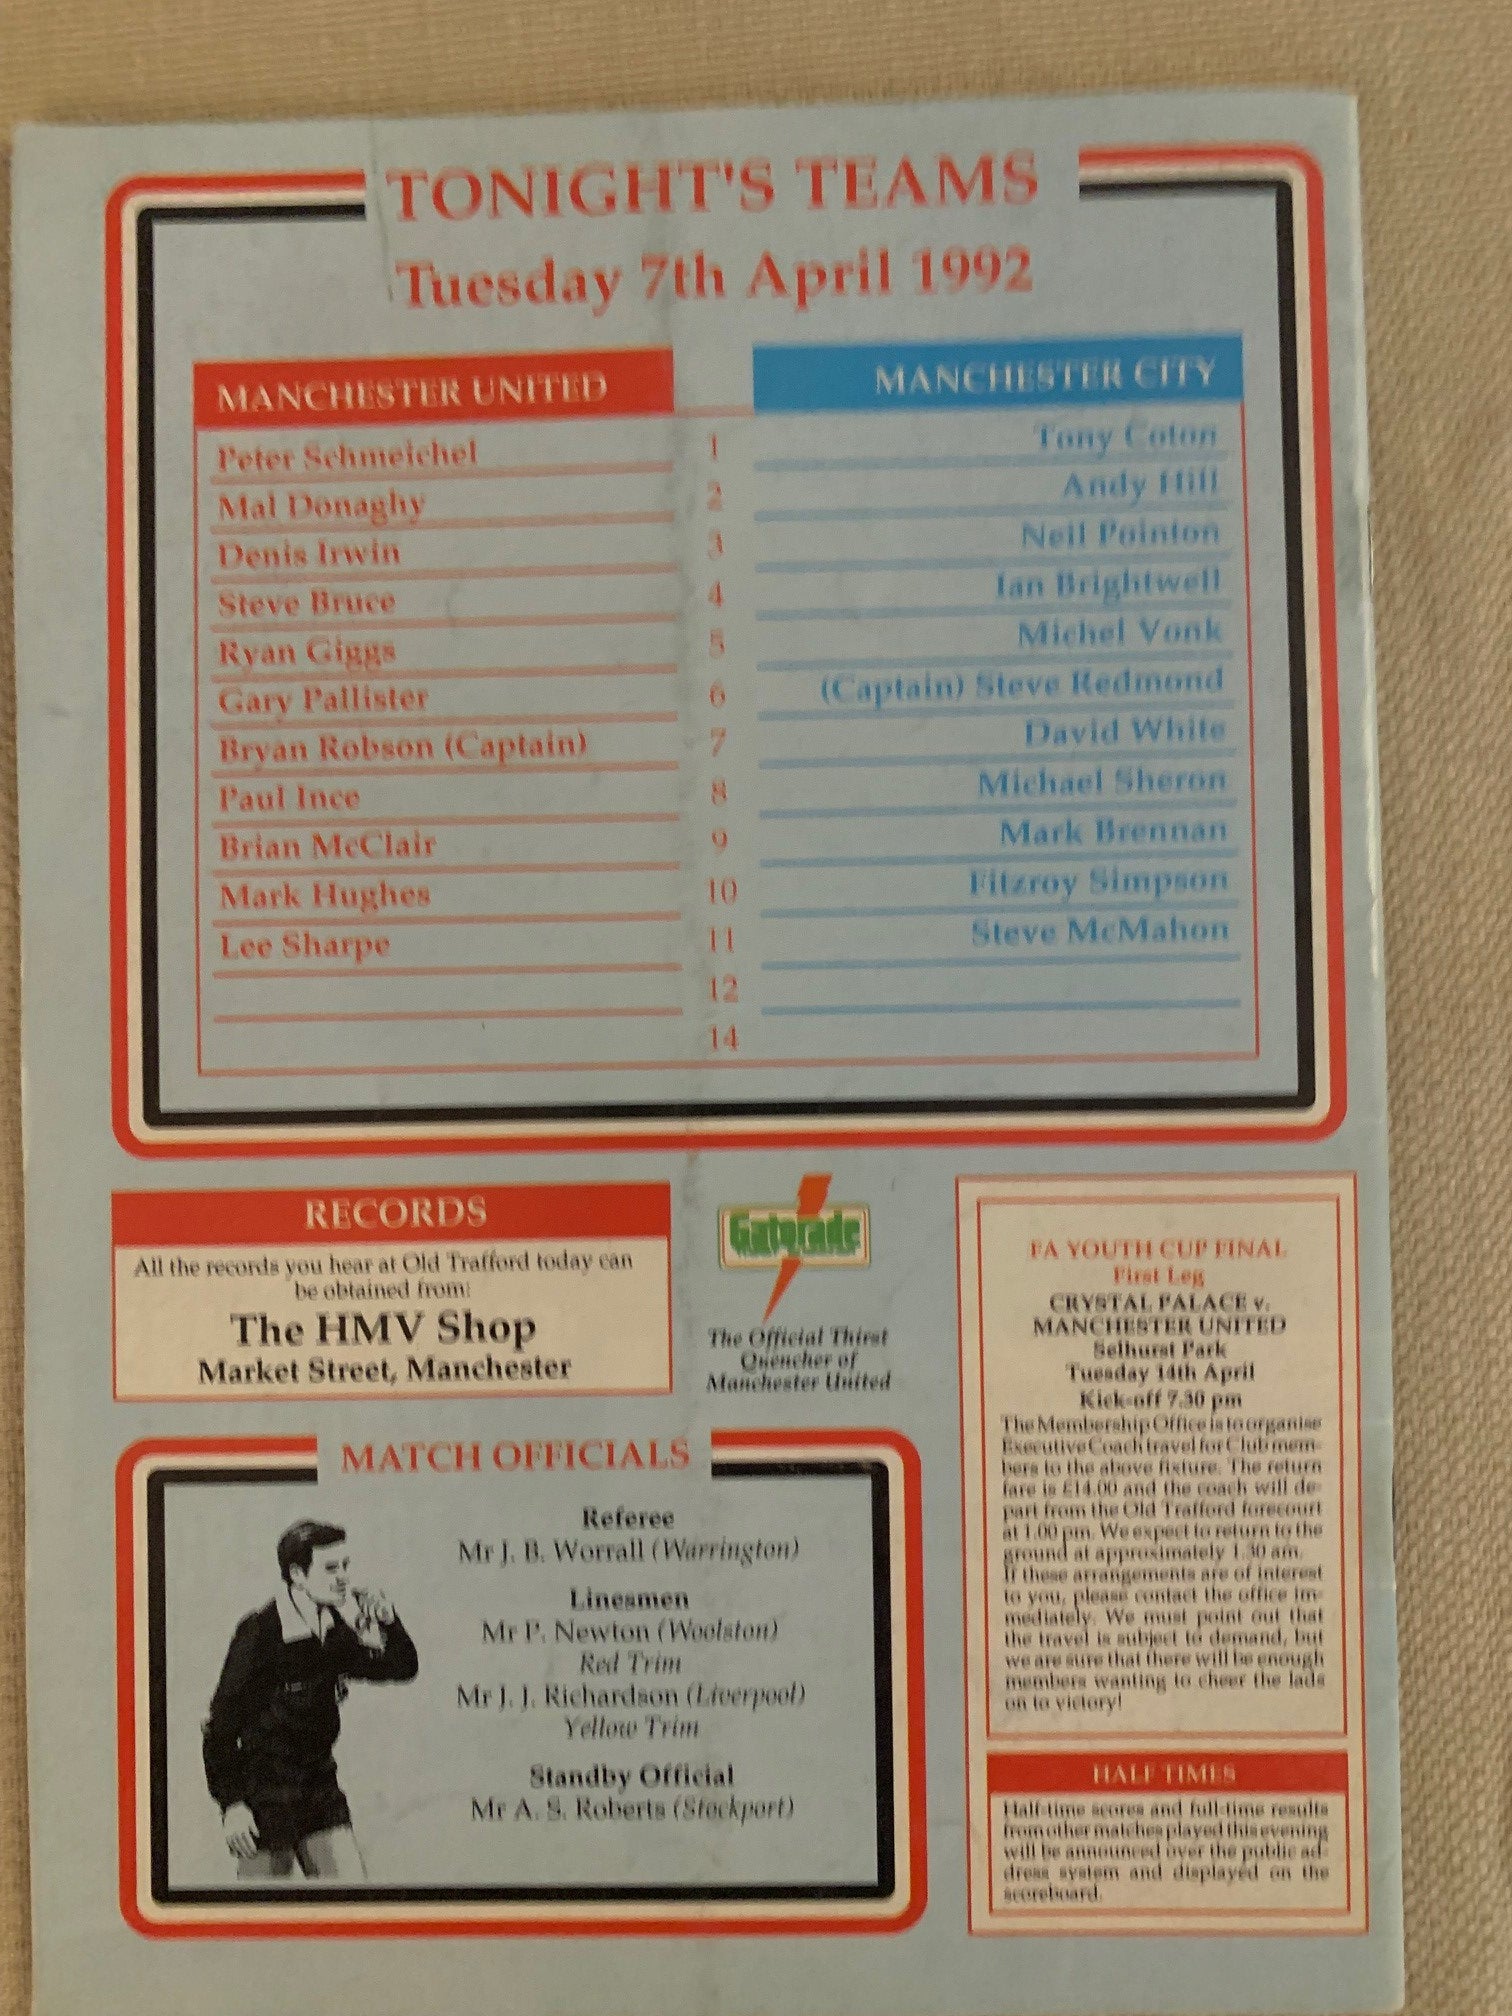 TONIGHT'S TEAMS
Tuesday 7th April 1992
MANCHESTER UNITED
MANCHESTER CITY
Peter Schmeichel 1 Tony Coton
Mal Donaghy 2 Andy Hill
Denis Irwin 3 Neil Pointon
Steve Bruce 4 Ian Brightwell
Ryan Giggs 5 Michel Vonk
Gary Pallister 6 (Captain) Steve Redmond
Bryan Robson (Captain) 7 David White
Paul Ince 8 Michael Sheron
Brian McClair 9 Mark Brennan
Mark Hughes 10 Fitzroy Simpson
Lee Sharpe 11 Steve McMahon
12
14
RECORDS
All the records you hear at Old Trafford today can
be obtained from:
The HMV Shop
Market Street, Manchester
Gatorade
The Official Thirst
Quencher of
Manchester United
MATCH OFFICIALS
Referee
Mr J. B. Worrall (Warrington)
Linesmen
Mr P. Newton (Woolston)
Red Trim
Mr J. J. Richardson (Liverpool)
Yellow Trim
Standby Official
Mr A. S. Roberts (Stockport)
FA YOUTH CUP FINAL
First Leg
CRYSTAL PALACE v.
MANCHESTER UNITED
Selhurst Park
Tuesday 14th April
Kick-off 7.30 pm
The Membership Office is to organise
Executive Coach travel for Club mem-
bers to the above fixture. The return
fare is £14.00 and the coach will de-
part from the Old Trafford forecourt
at 1.00 pm. We expect to return to the
ground at approximately 1.30 am.
If these arrangements are of interest
to you, please contact the office im-
mediately. We must point out that
the travel is subject to demand, but
we are sure that there will be enough
members wanting to cheer the lads
on to victory!
HALF TIMES
Half-time scores and full-time results
from other matches played this evening
will be announced over the public ad-
dress system and displayed on the
scoreboard.